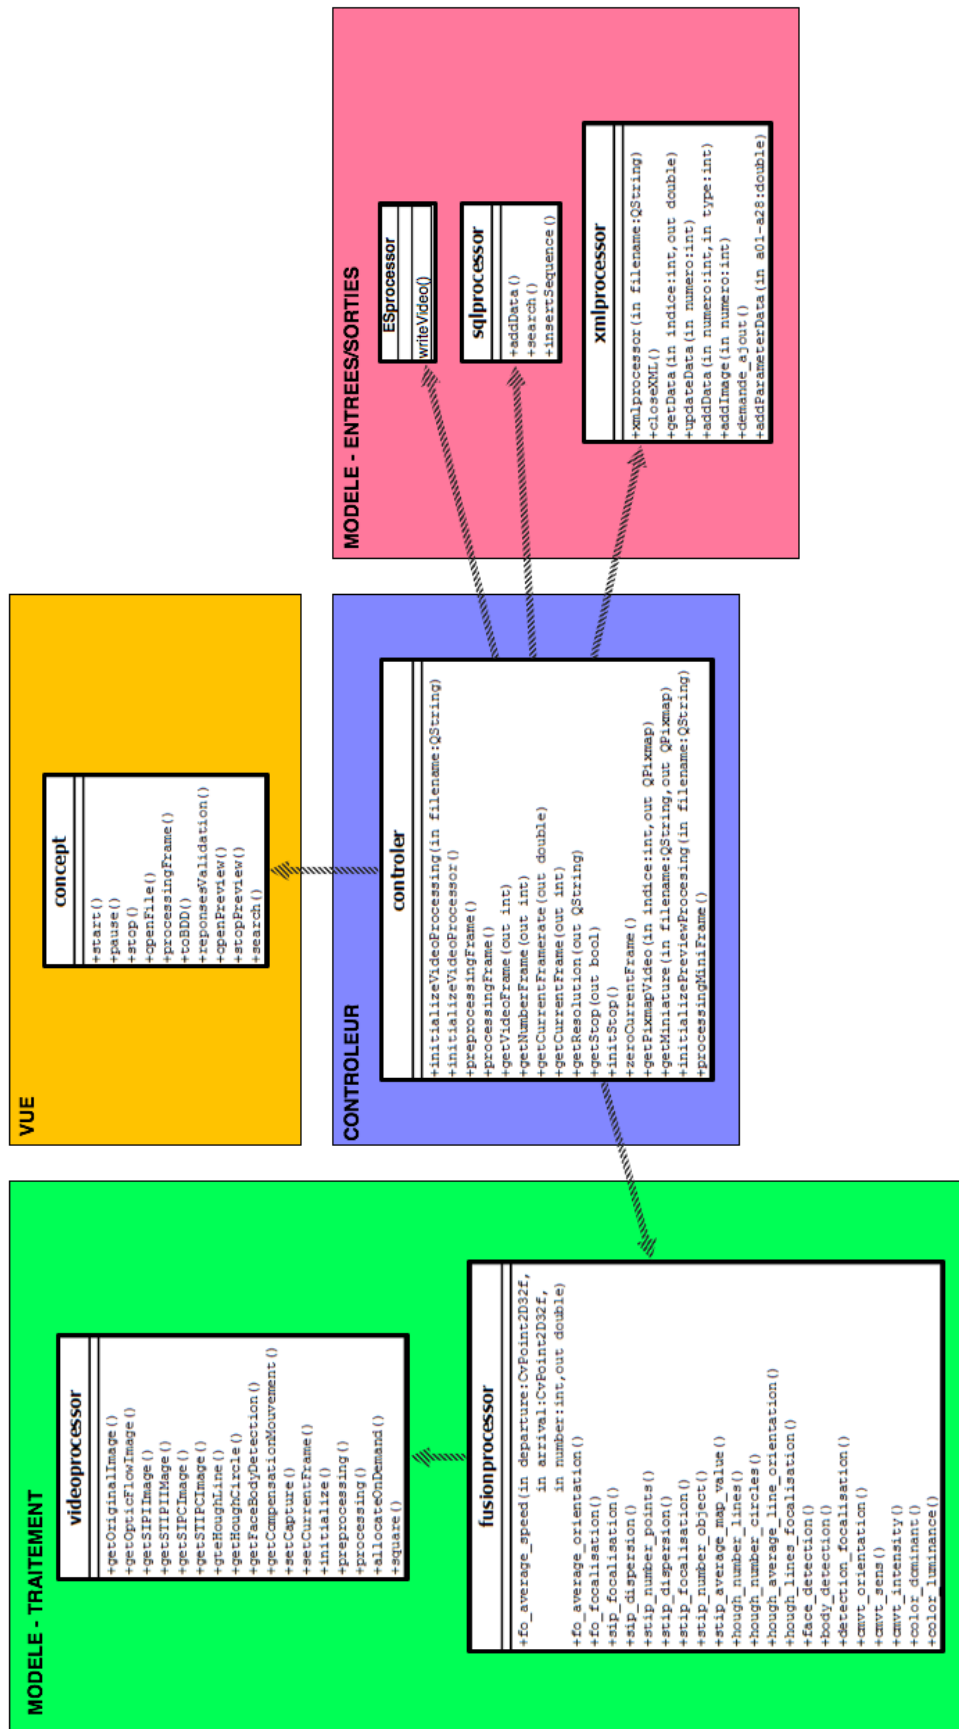 MODELE - TRAITEMENT
videoprocessor
+getOriginalImage()
+getOpticFlowImage()
+getSIPIImage()
+getSTIPIIMage()
+getSIPCImage()
+getSTIPCImage()
+gteHoughLine()
+getHoughCircle()
+getFaceBodyDetection()
+getCompensationMouvement()
+setCapture()
+setCurrentFrame()
+initialize()
+preprocessing()
+processing()
+allocateOnDemand()
+square()
fusionprocessor
+fo_average_speed(in departure:CvPoint2D32f,
in arrival:CvPoint2D32f,
in number:int,out double)
+fo_average_orientation()
+fo_focalisation()
+sip_focalisation()
+sip_dispersion()
+stip_number_points()
+stip_dispersion()
+stip_focalisation()
+stip_number_object()
+stip_average_map_value()
+hough_number_lines()
+hough_number_circles()
+hough_average_line_orientation()
+hough_lines_focalisation()
+face_detection()
+body_detection()
+detection_focalisation()
+cmvt_orientation()
+cmvt_sens()
+cmvt_intensity()
+color_dominant()
+color_luminance()
VUE
concept
+start()
+pause()
+stop()
+openFile()
+processingFrame()
+toBDD()
+reponsesValidation()
+openPreview()
+stopPreview()
+search()
CONTROLEUR
controler
+initializeVideoProcessing(in filename:QString)
+initializeVideoProcessor()
+preprocessingFrame()
+processingFrame()
+getVideoFrame(out int)
+getNumberFrame(out int)
+getCurrentFramerate(out double)
+getCurrentFrame(out int)
+getResolution(out QString)
+getStop(out bool)
+initStop()
+zeroCurrentFrame()
+getPixmapVideo(in indice:int,out QPixmap)
+getMiniature(in filename:QString,out QPixmap)
+initializePreviewProcesing(in filename:QString)
+processingMiniFrame()
MODELE - ENTREES/SORTIES
ESprocessor
writeVideo()
sqlprocessor
+addData()
+search()
+insertSequence()
xmlprocessor
+xmlprocessor(in filename:QString)
+closeXML()
+getData(in indice:int,out double)
+updateData(in numero:int)
+addData(in numero:int,in type:int)
+addImage(in numero:int)
+demande_ajout()
+addParameterData(in a01-a28:double)